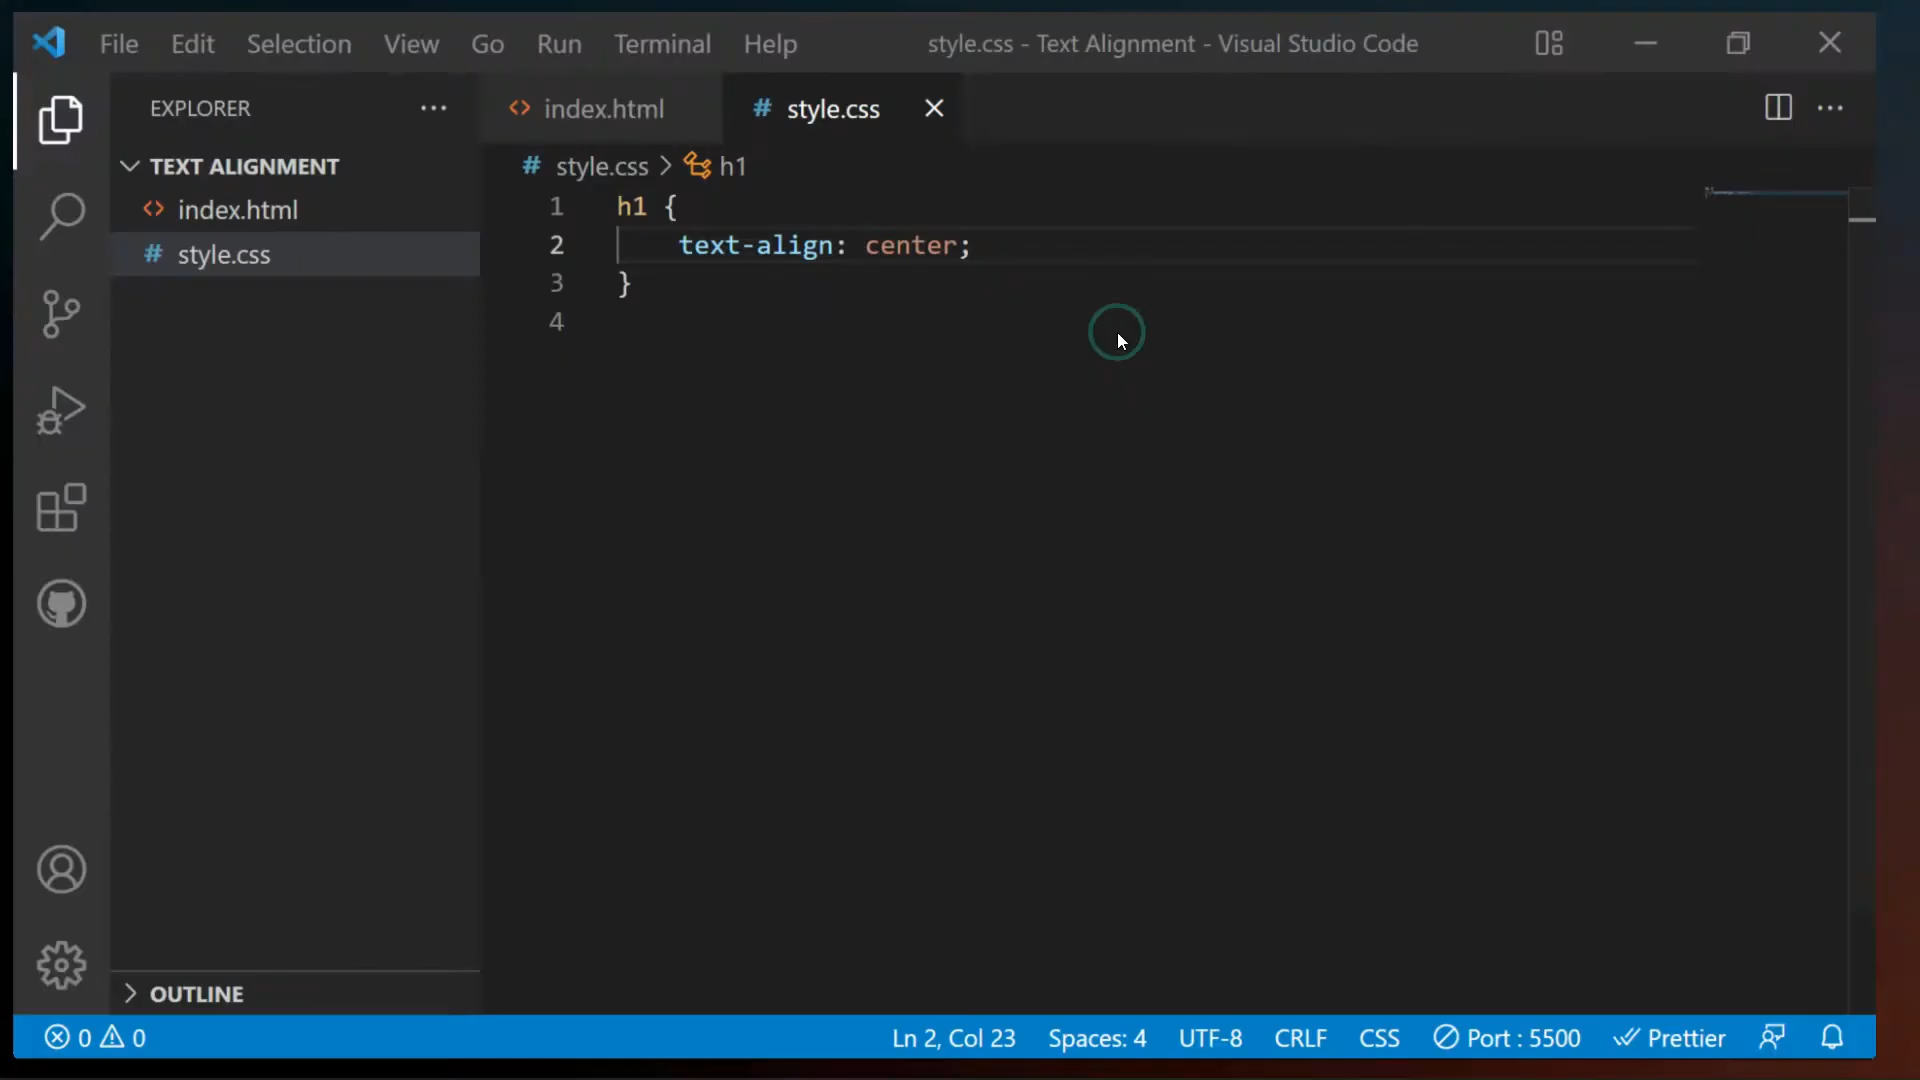 File Edit Selection View Go Run Terminal Help style.css - Text Alignment - Visual Studio Code
EXPLORER
index.html style.css
TEXT ALIGNMENT
index.html
style.css
style.css > h1
1 h1 {
2 text-align: center;
3 }
4
OUTLINE
0 0 Ln 2, Col 23 Spaces: 4 UTF-8 CRLF CSS Port : 5500 Prettier